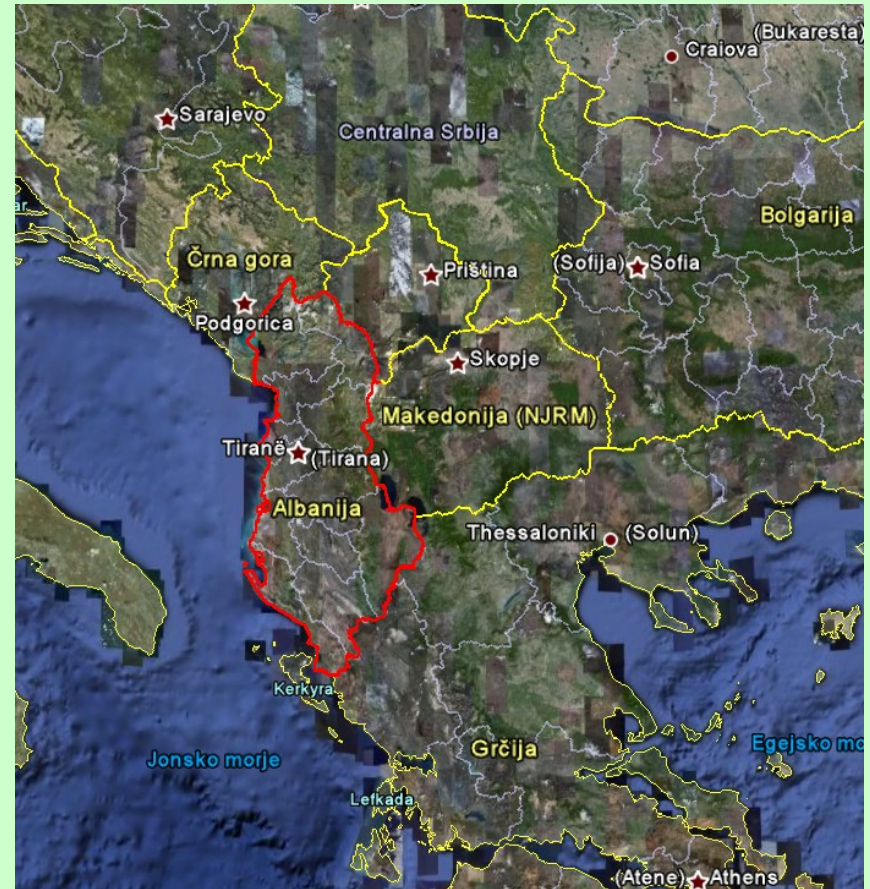 (Bukaresta)
Craiova
Sarajevo
Centralna Srbija
ar
Bolgarija
Črna gora
Priština
(Sofija) Sofia
Podgorica
Skopje
Makedonija (NJRM)
Tiranë (Tirana)
Albanija
Thessaloniki (Solun)
Kerkyra
Grčija
Egejsko mo
Jonsko morje
Lefkada
(Atene) Athens